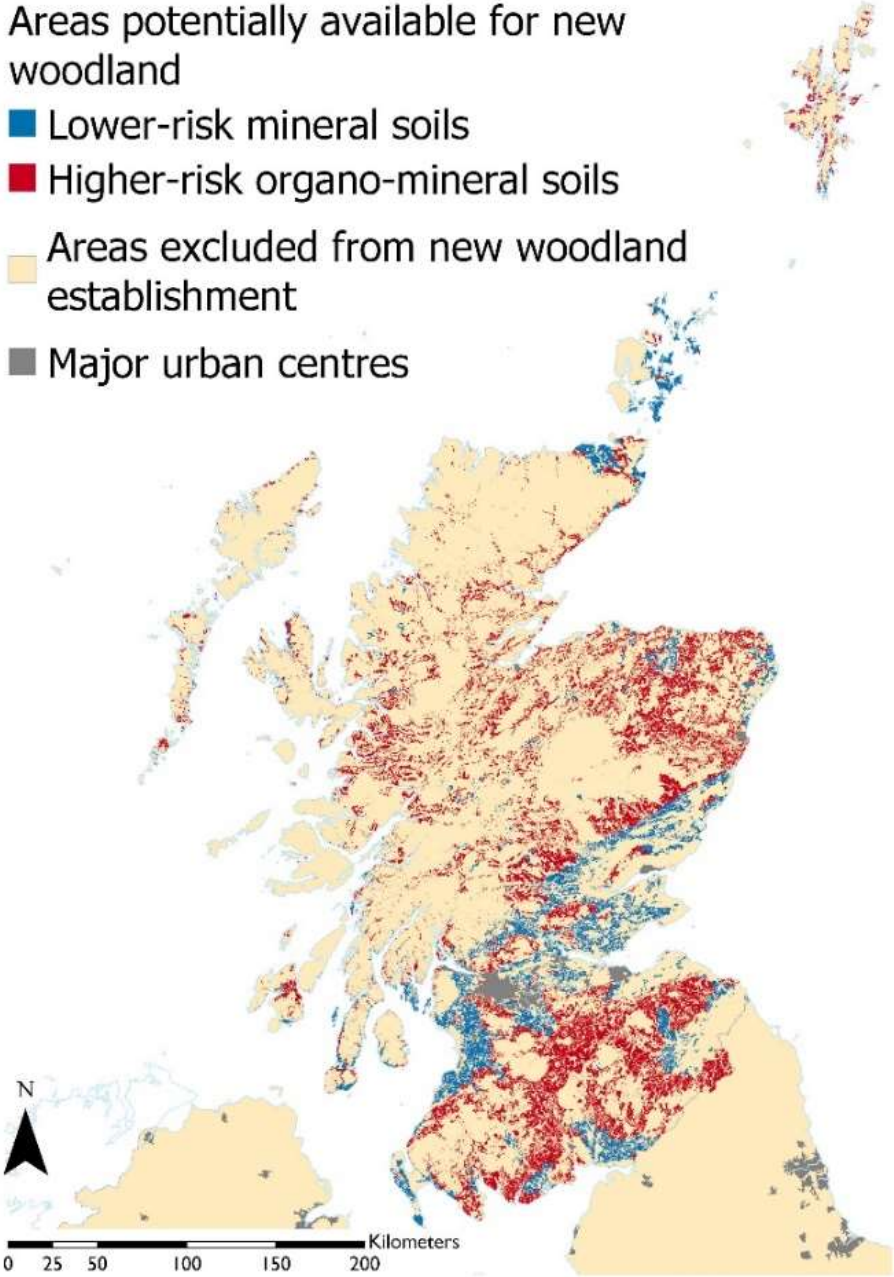 Areas potentially available for new
woodland
Lower-risk mineral soils
Higher-risk organo-mineral soils
Areas excluded from new woodland
establishment
Major urban centres
N
Kilometers
0 25 50 100 150 200